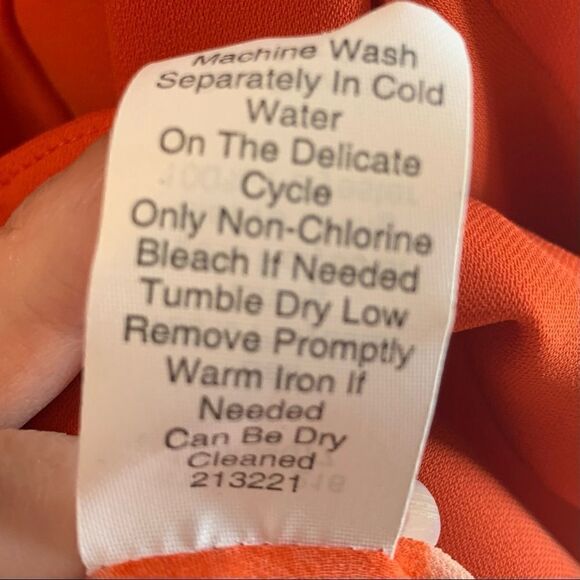 Machine Wash
Separately In Cold
Water
On The Delicate
Cycle
Only Non-Chlorine
Bleach If Needed
Tumble Dry Low
Remove Promptly
Warm Iron If
Needed
Can Be Dry
Cleaned
213221